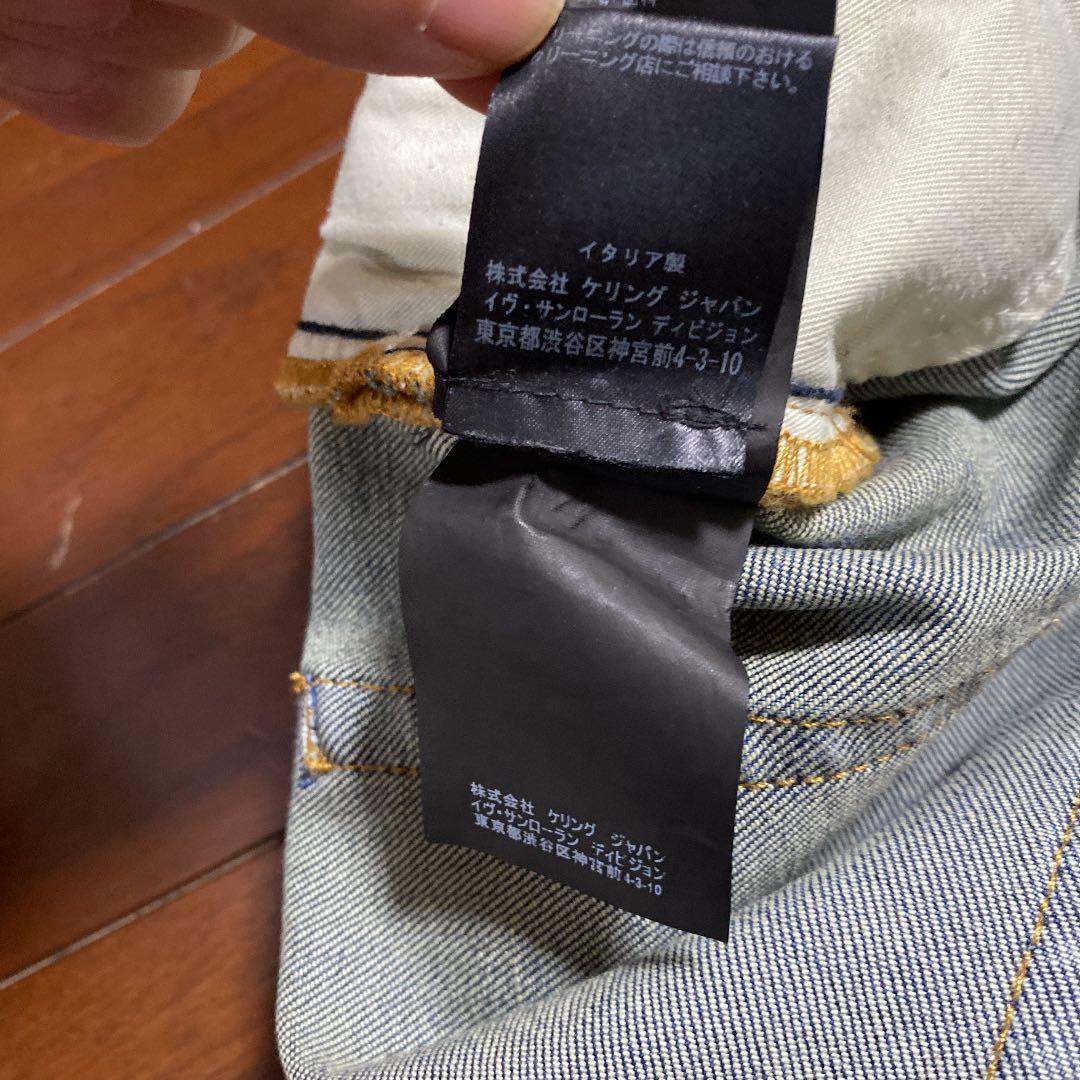 リーニングの際は信頼のおける
クリーニング店にご相談下さい。
イタリア製
株式会社 ケリング ジャパン
イヴ・サンローラン ディビジョン
東京都渋谷区神宮前4-3-10
株式会社 ケリング ジャパン
イヴ・サンローラン ディビジョン
東京都渋谷区神宮前4-3-10